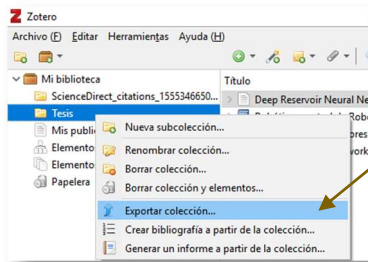 Zotero
Archivo (F) Editar Herramientas Ayuda (H)
Mi biblioteca
Título
ScienceDirect_citations_1555346650...
Deep Reservoir Neural Ne
Tesis
Mis public
Nueva subcolección...
Elemento
Renombrar colección...
Elemento
Borrar colección...
Papelera
Borrar colección y elementos...
Exportar colección...
Crear bibliografía a partir de la colección...
Generar un informe a partir de la colección...